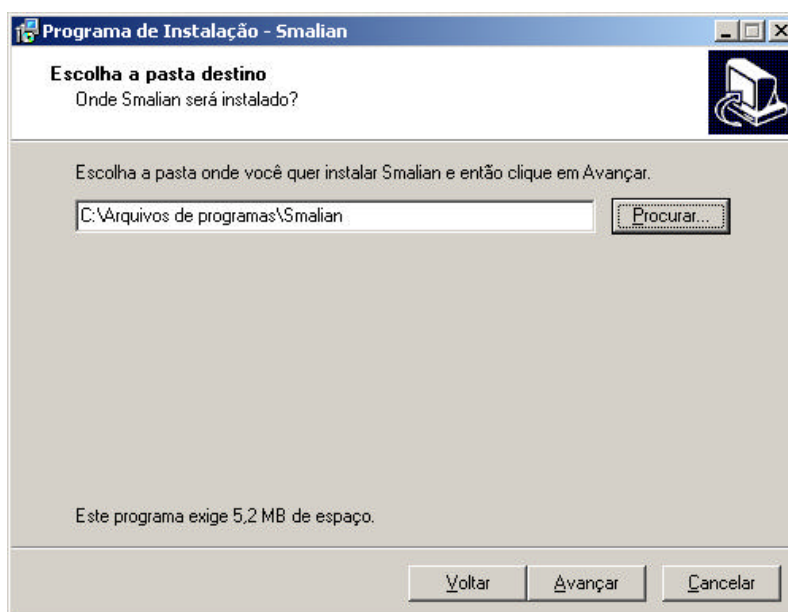 Programa de Instalação - Smalian
Escolha a pasta destino
Onde Smalian será instalado?
Escolha a pasta onde você quer instalar Smalian e então clique em Avançar.
C:\Arquivos de programas\Smalian
Procurar...
Este programa exige 5,2 MB de espaço.
Voltar
Avançar
Cancelar